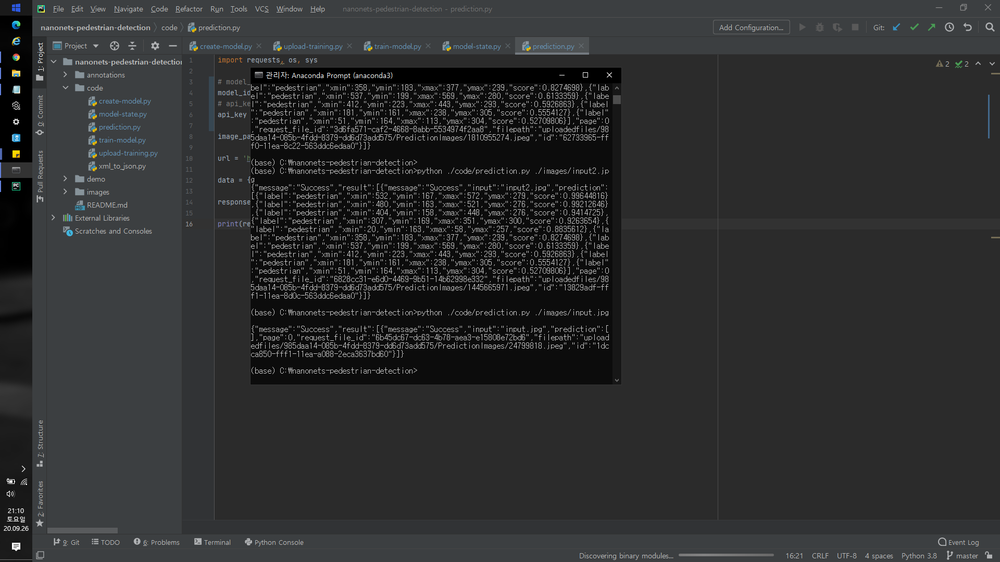 File Edit View Navigate Code Refactor Run Tools VCS Window Help nanonets-pedestrian-detection - prediction.py
nanonets-pedestrian-detection code prediction.py Add Configuration... Git:
Project create-model.py upload-training.py train-model.py model-state.py prediction.py
1: Project
0: Commit
Pull Requests
7: Structure
2: Favorites
nanonets-pedestrian-detection
annotations
code
create-model.py
model-state.py
prediction.py
train-model.py
upload-training.py
xml_to_json.py
demo
images
README.md
External Libraries
Scratches and Consoles
1 import requests, os, sys
2
3 # model_
4 model_id
5 # api_ke
6 api_key
7
8 image_pa
9
10 url = 'h
11
12 data = {
13
14 response
15
16 print(re
2 2
관리자: Anaconda Prompt (anaconda3)
bel":"pedestrian","xmin":358,"ymin":183,"xmax":377,"ymax":239,"score":0.8274698},{"lab
el":"pedestrian","xmin":537,"ymin":199,"xmax":569,"ymax":280,"score":0.6133359},{"labe
l":"pedestrian","xmin":412,"ymin":223,"xmax":443,"ymax":293,"score":0.5926863},{"label
":"pedestrian","xmin":181,"ymin":161,"xmax":238,"ymax":305,"score":0.5554127},{"label"
:"pedestrian","xmin":51,"ymin":164,"xmax":113,"ymax":304,"score":0.52709806}],"page":0
,"request_file_id":"3d6fa571-caf2-4668-8abb-5534974f2aa8","filepath":"uploadedfiles/98
5daa14-085b-4fdd-8379-dd6d73add575/PredictionImages/1810955274.jpeg","id":"62733965-ff
f0-11ea-8c22-563ddc6edaa0"}]}
(base) C:₩nanonets-pedestrian-detection>
(base) C:₩nanonets-pedestrian-detection>python ./code/prediction.py ./images/input2.jp
g
{"message":"Success","result":[{"message":"Success","input":"input2.jpg","prediction":
[{"label":"pedestrian","xmin":532,"ymin":167,"xmax":572,"ymax":279,"score":0.99644816}
,{"label":"pedestrian","xmin":480,"ymin":163,"xmax":521,"ymax":276,"score":0.99212646}
,{"label":"pedestrian","xmin":404,"ymin":158,"xmax":448,"ymax":276,"score":0.9414725},
{"label":"pedestrian","xmin":307,"ymin":169,"xmax":351,"ymax":300,"score":0.9263654},{
"label":"pedestrian","xmin":20,"ymin":163,"xmax":58,"ymax":257,"score":0.8835612},{"la
bel":"pedestrian","xmin":358,"ymin":183,"xmax":377,"ymax":239,"score":0.8274698},{"lab
el":"pedestrian","xmin":537,"ymin":199,"xmax":569,"ymax":280,"score":0.6133359},{"labe
l":"pedestrian","xmin":412,"ymin":223,"xmax":443,"ymax":293,"score":0.5926863},{"label
":"pedestrian","xmin":181,"ymin":161,"xmax":238,"ymax":305,"score":0.5554127},{"label"
:"pedestrian","xmin":51,"ymin":164,"xmax":113,"ymax":304,"score":0.52709806}],"page":0
,"request_file_id":"6828cc31-e6d0-4469-9b51-14b62998e332","filepath":"uploadedfiles/98
5daa14-085b-4fdd-8379-dd6d73add575/PredictionImages/1445665971.jpeg","id":"13829adf-ff
f1-11ea-8d0c-563ddc6edaa0"}]}
(base) C:₩nanonets-pedestrian-detection>python ./code/prediction.py ./images/input.jpg
{"message":"Success","result":[{"message":"Success","input":"input.jpg","prediction":[
],"page":0,"request_file_id":"6b45dc67-dc63-4b78-aea3-e15808e72bd6","filepath":"upload
edfiles/985daa14-085b-4fdd-8379-dd6d73add575/PredictionImages/24799818.jpeg","id":"1dc
ca850-fff1-11ea-a088-2eca3637bd60"}]}
(base) C:₩nanonets-pedestrian-detection>
21:10
토요일
20.09.26
9: Git TODO 6: Problems Terminal Python Console Event Log
Discovering binary modules... 16:21 CRLF UTF-8 4 spaces Python 3.8 master